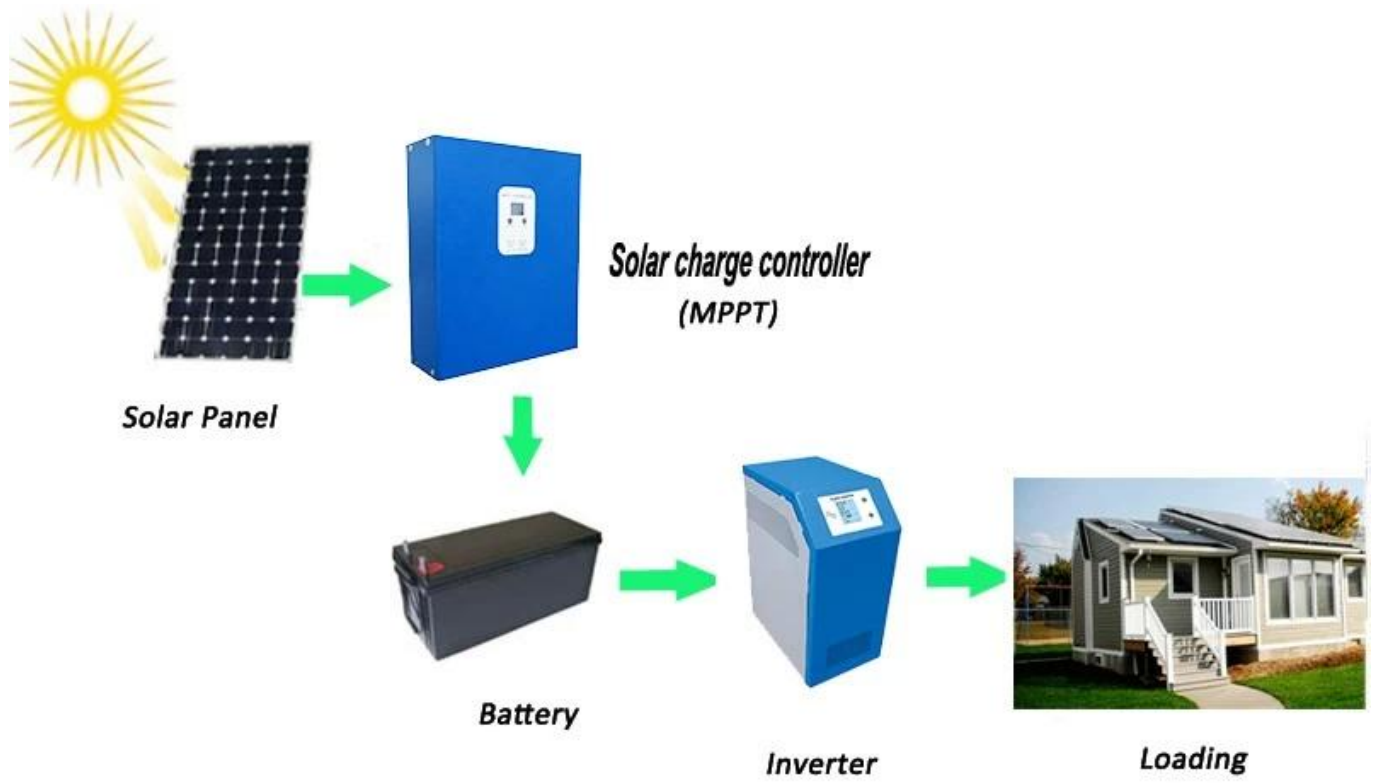 Solar charge controller
(MPPT)
Solar Panel
Battery
Inverter
Loading